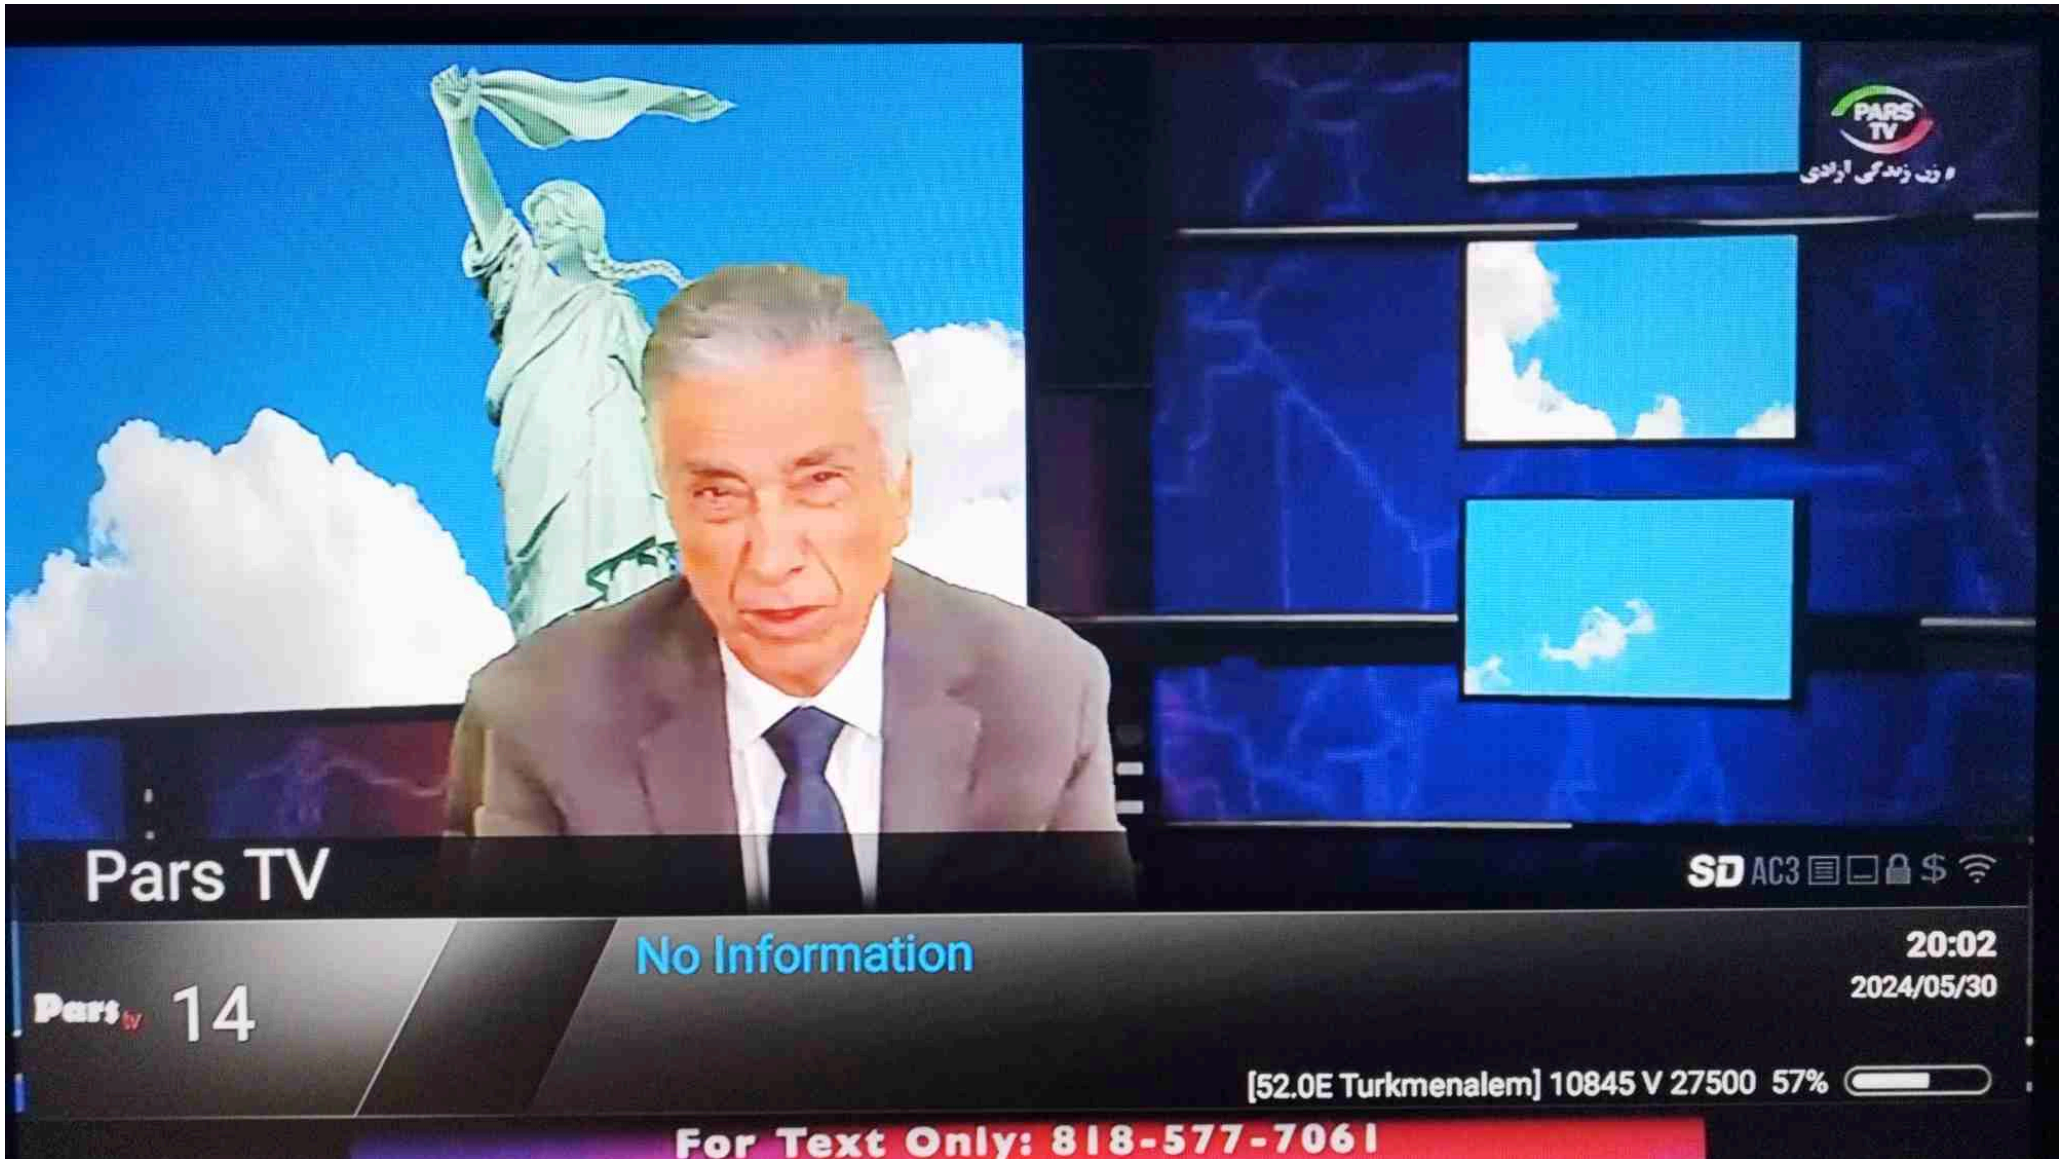 PARS
TV
# زن زندگی آزادی
Pars TV
SD AC3
No Information
20:02
2024/05/30
Pars tv 14
[52.0E Turkmenalem] 10845 V 27500 57%
For Text Only: 818-577-7061